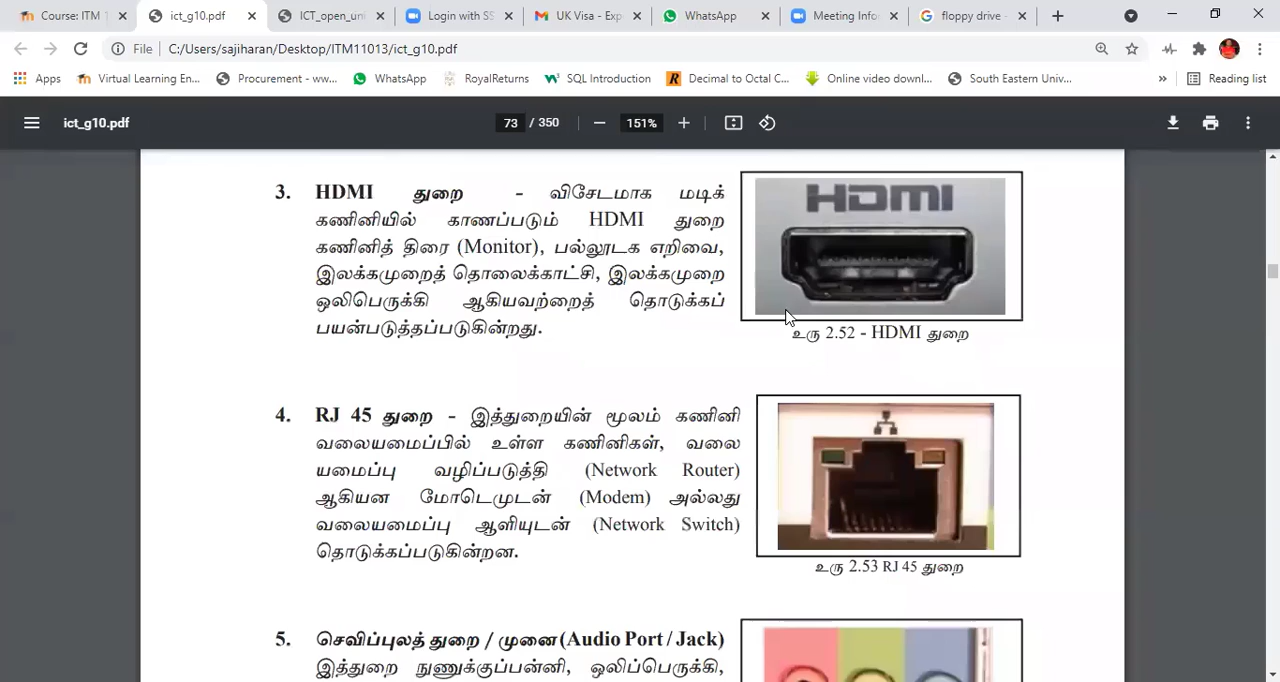 Course: ITM 1
ict_g10.pdf
ICT_open_uni
Login with SS
UK Visa - Exp
WhatsApp
Meeting Info
floppy drive -
File
C:/Users/sajiharan/Desktop/ITM11013/ict_g10.pdf
Apps
Virtual Learning En...
Procurement - ww...
WhatsApp
RoyalReturns
SQL Introduction
Decimal to Octal C...
Online video downl...
South Eastern Univ...
»
Reading list
ict_g10.pdf
73 / 350
151%
3. HDMI துறை - விசேடமாக மடிக்
கணினியில் காணப்படும் HDMI துறை
கணினித் திரை (Monitor), பல்லூடக எறிவை,
இலக்கமுறைத் தொலைக்காட்சி, இலக்கமுறை
ஒலிபெருக்கி ஆகியவற்றைத் தொடுக்கப்
பயன்படுத்தப்படுகின்றது.
HDMI
உரு 2.52 - HDMI துறை
4. RJ 45 துறை - இத்துறையின் மூலம் கணினி
வலையமைப்பில் உள்ள கணினிகள், வலை
யமைப்பு வழிப்படுத்தி (Network Router)
ஆகியன மோடெமுடன் (Modem) அல்லது
வலையமைப்பு ஆளியுடன் (Network Switch)
தொடுக்கப்படுகின்றன.
உரு 2.53 RJ 45 துறை
5. செவிப்புலத் துறை / முனை (Audio Port / Jack)
இத்துறை நுணுக்குப்பன்னி, ஒலிப்பெருக்கி,